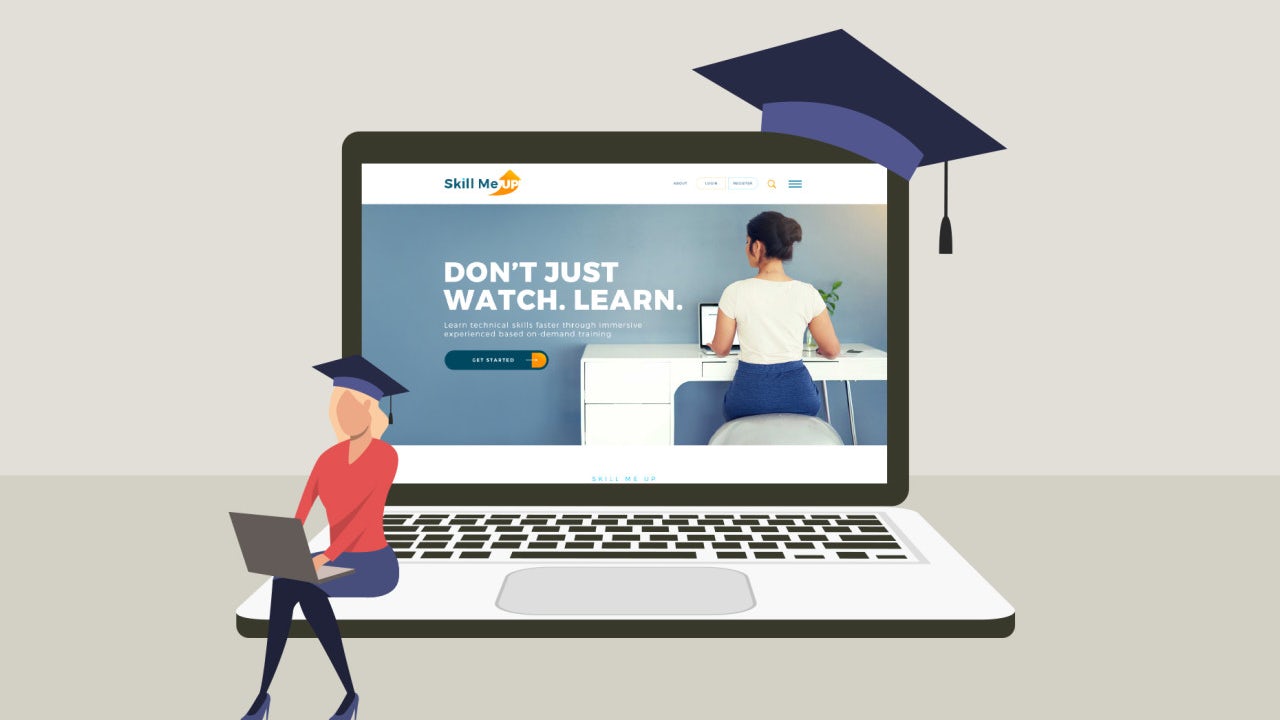 Skill Me UP
ABOUT
LOGIN
REGISTER
DON'T JUST
WATCH. LEARN.
Learn technical skills faster through immersive
experienced based on-demand training
GET STARTED
SKILL ME UP